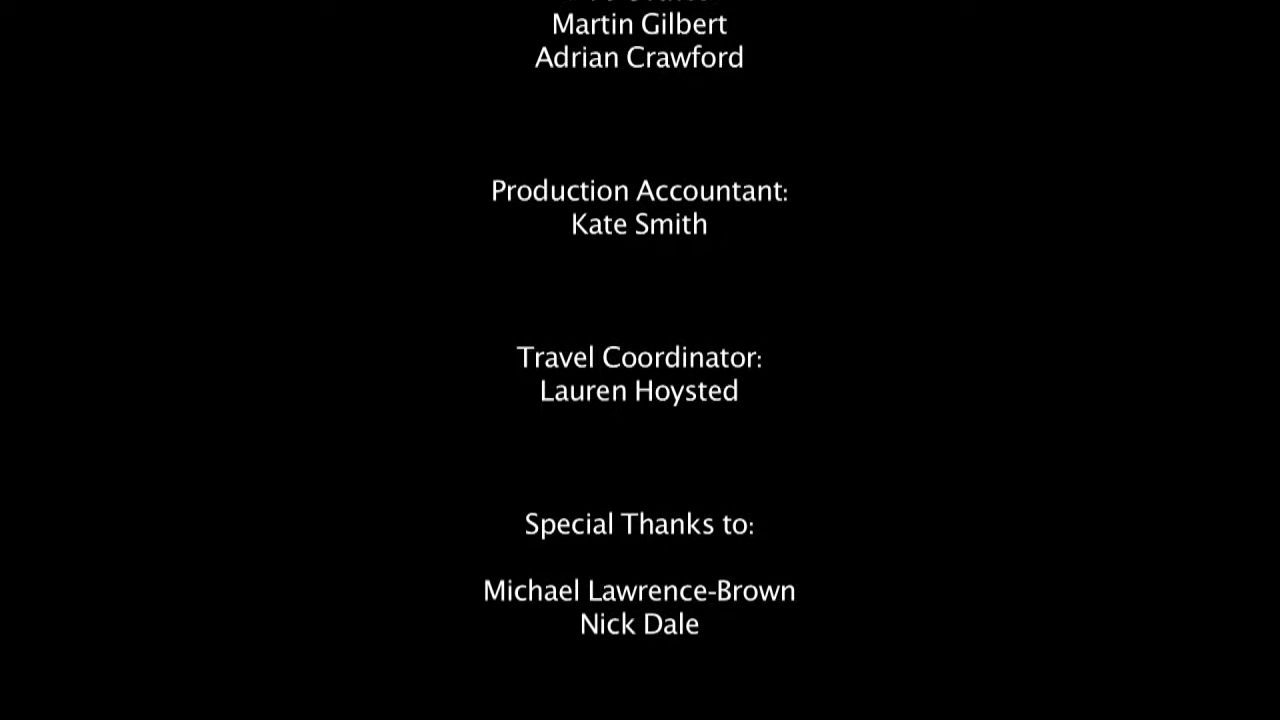 Martin Gilbert
Adrian Crawford
Production Accountant:
Kate Smith
Travel Coordinator:
Lauren Hoysted
Special Thanks to:
Michael Lawrence-Brown
Nick Dale